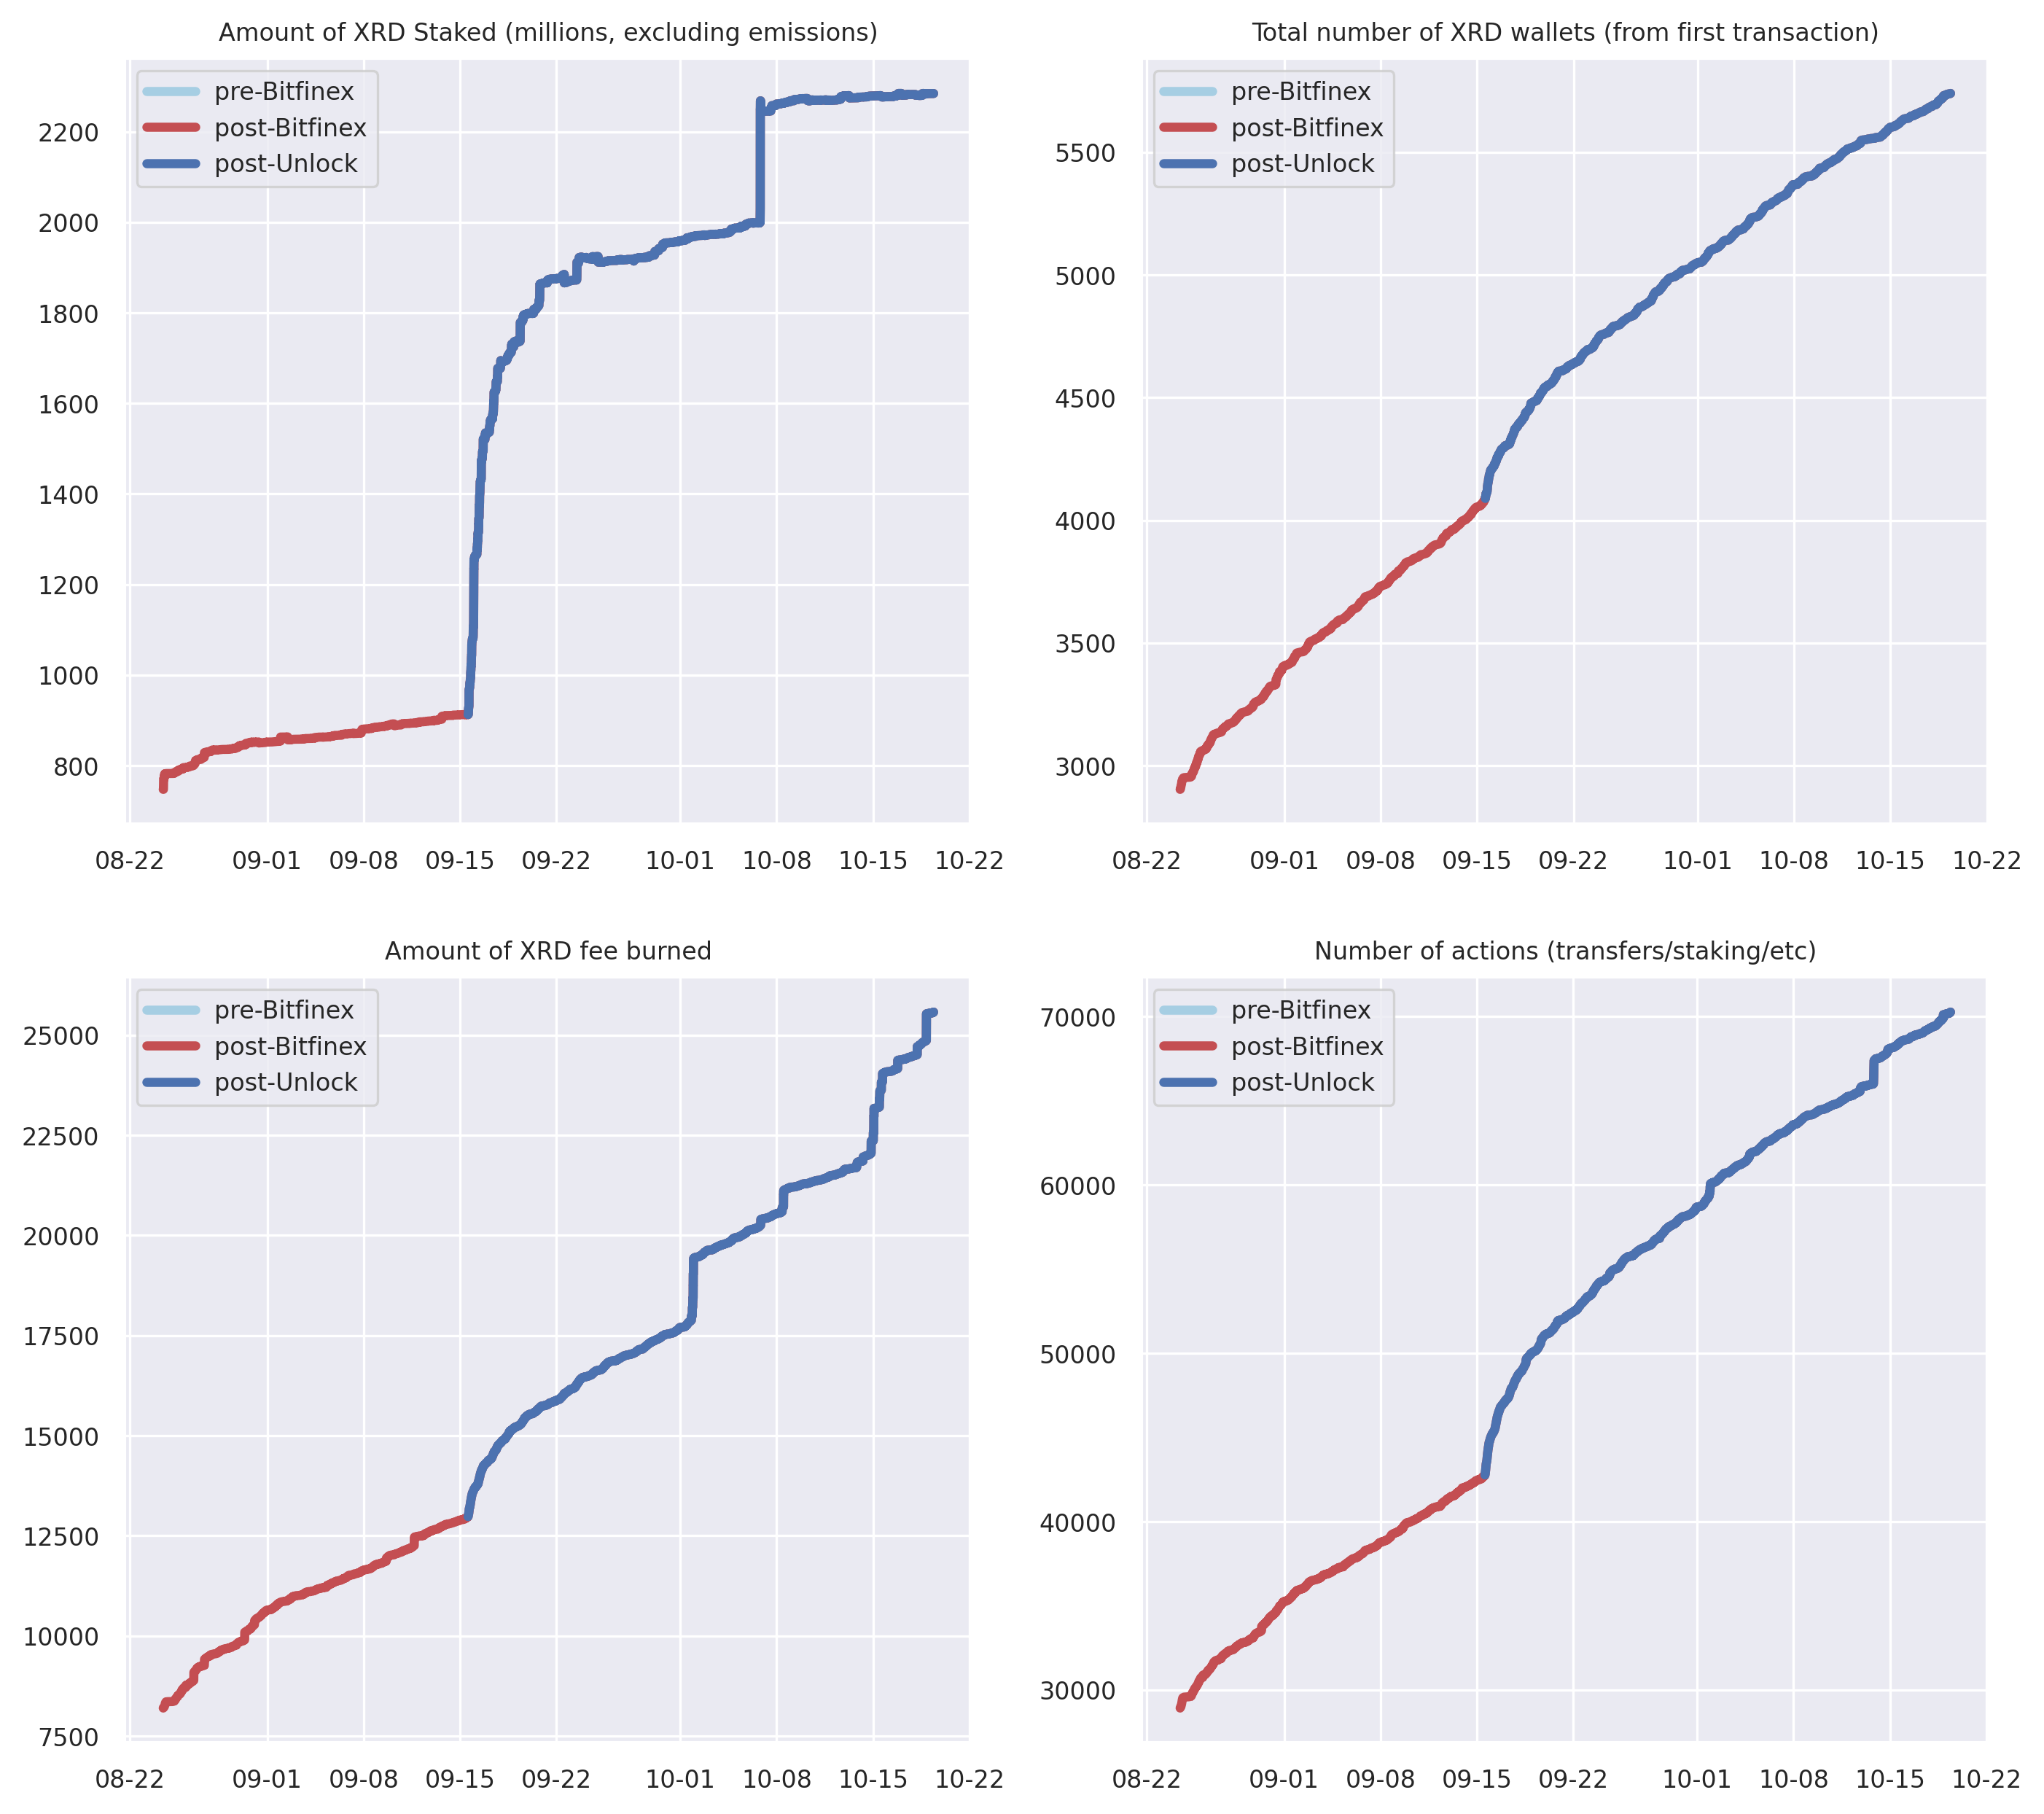 Amount of XRD Staked (millions, excluding emissions)
pre-Bitfinex
post-Bitfinex
post-Unlock
2200
2000
1800
1600
1400
1200
1000
800
08-22 09-01 09-08 09-15 09-22 10-01 10-08 10-15 10-22
Total number of XRD wallets (from first transaction)
pre-Bitfinex
post-Bitfinex
post-Unlock
5500
5000
4500
4000
3500
3000
08-22 09-01 09-08 09-15 09-22 10-01 10-08 10-15 10-22
Amount of XRD fee burned
pre-Bitfinex
post-Bitfinex
post-Unlock
25000
22500
20000
17500
15000
12500
10000
7500
08-22 09-01 09-08 09-15 09-22 10-01 10-08 10-15 10-22
Number of actions (transfers/staking/etc)
pre-Bitfinex
post-Bitfinex
post-Unlock
70000
60000
50000
40000
30000
08-22 09-01 09-08 09-15 09-22 10-01 10-08 10-15 10-22